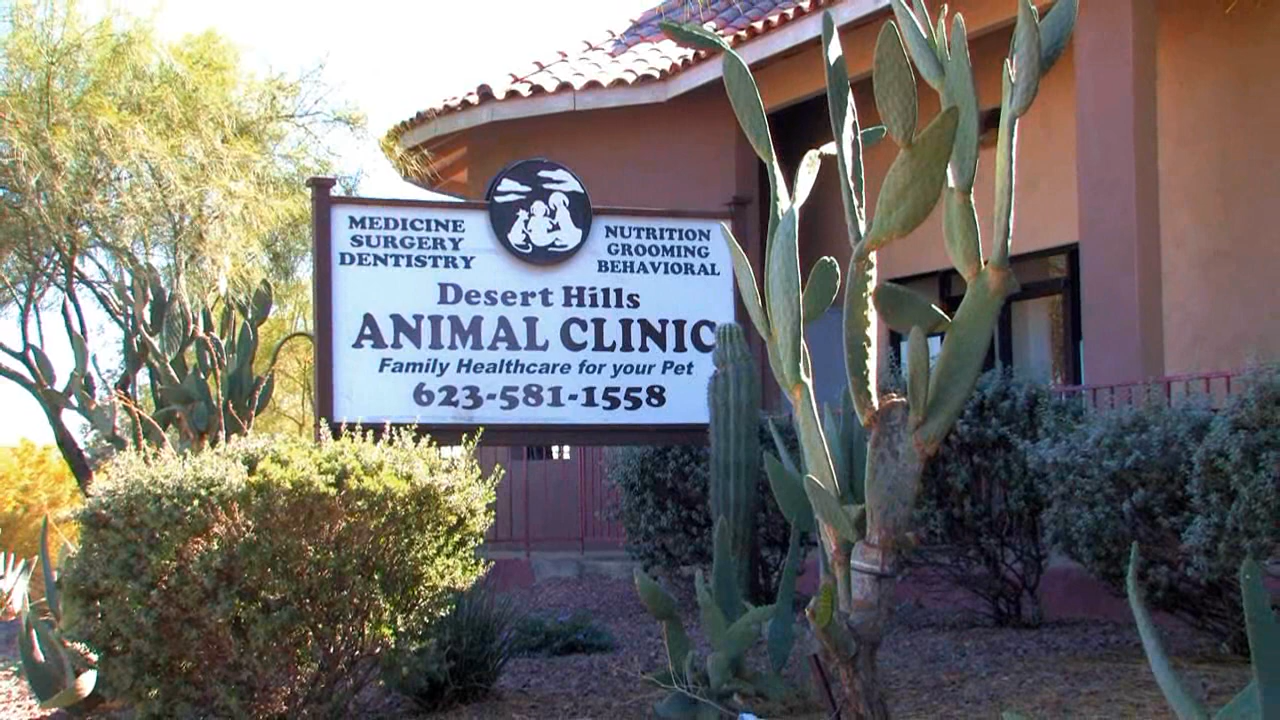 MEDICINE
SURGERY
DENTISTRY
NUTRITION
GROOMING
BEHAVIORAL
Desert Hills
ANIMAL CLINIC
Family Healthcare for your Pet
623-581-1558